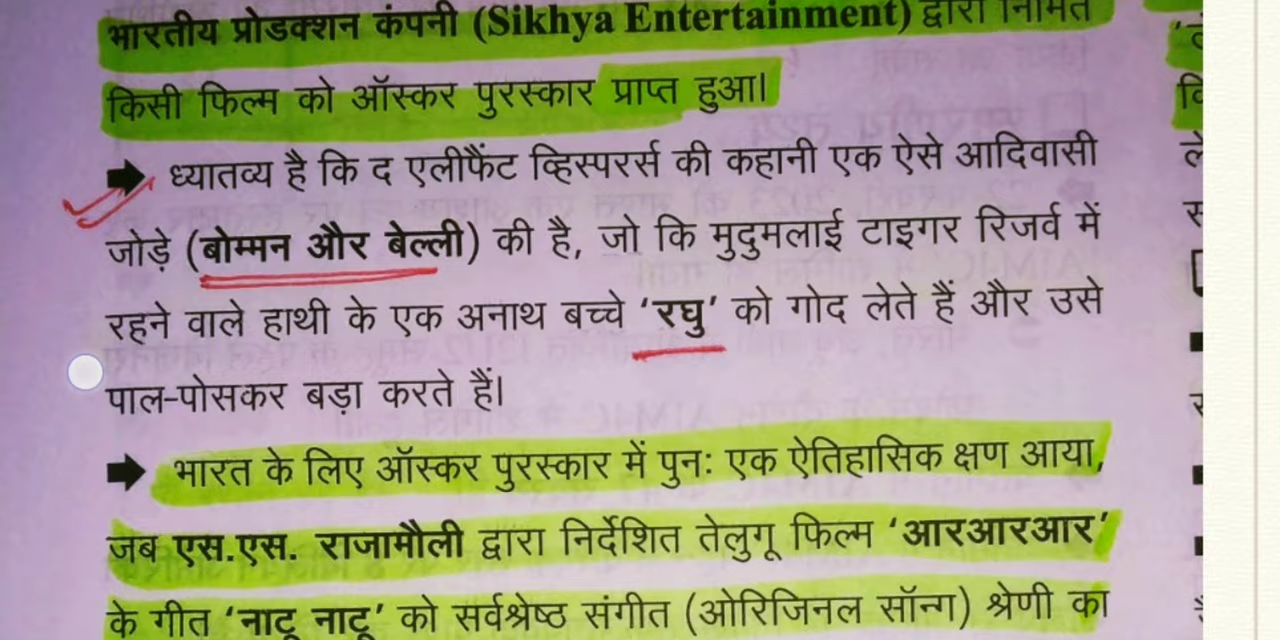 भारतीय प्रोडक्शन कंपनी (Sikhya Entertainment) द्वारा निर्मित
किसी फिल्म को ऑस्कर पुरस्कार प्राप्त हुआ।
➡ ध्यातव्य है कि द एलीफैंट व्हिस्परर्स की कहानी एक ऐसे आदिवासी
जोड़े (बोम्मन और बेल्ली) की है, जो कि मुदुमलाई टाइगर रिजर्व में
रहने वाले हाथी के एक अनाथ बच्चे ‘रघु’ को गोद लेते हैं और उसे
पाल-पोसकर बड़ा करते हैं।
➡ भारत के लिए ऑस्कर पुरस्कार में पुनः एक ऐतिहासिक क्षण आया,
जब एस.एस. राजामौली द्वारा निर्देशित तेलुगू फिल्म ‘आरआरआर’
के गीत ‘नाटू नाटू’ को सर्वश्रेष्ठ संगीत (ओरिजिनल सॉन्ग) श्रेणी का